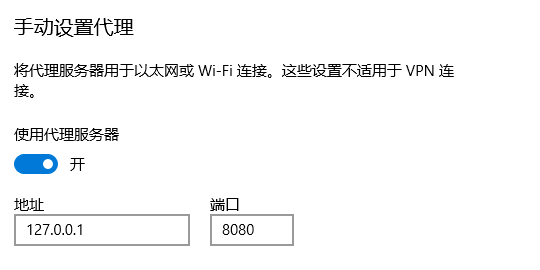 手动设置代理
将代理服务器用于以太网或 Wi-Fi 连接。这些设置不适用于 VPN 连
接。
使用代理服务器
开
地址 端口
127.0.0.1 8080